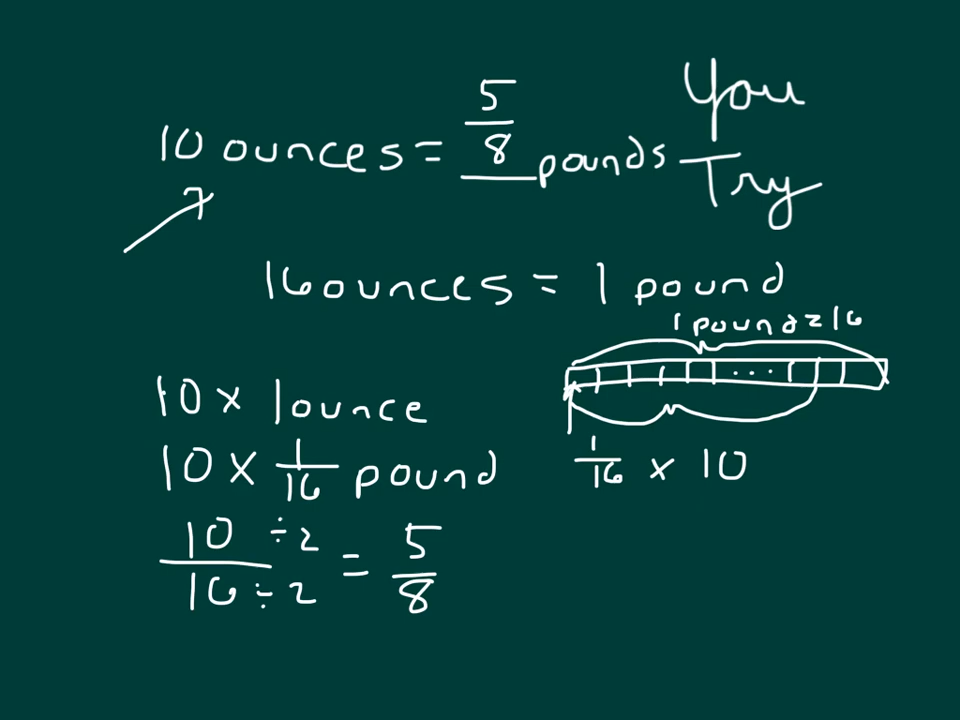 10 ounces = 5/8 pounds
You
Try
16 ounces = 1 pound
1 pound = 16
10 x 1 ounce
10 x 1/16 pound
1/16 x 10
10 ÷2 / 16 ÷2 = 5/8